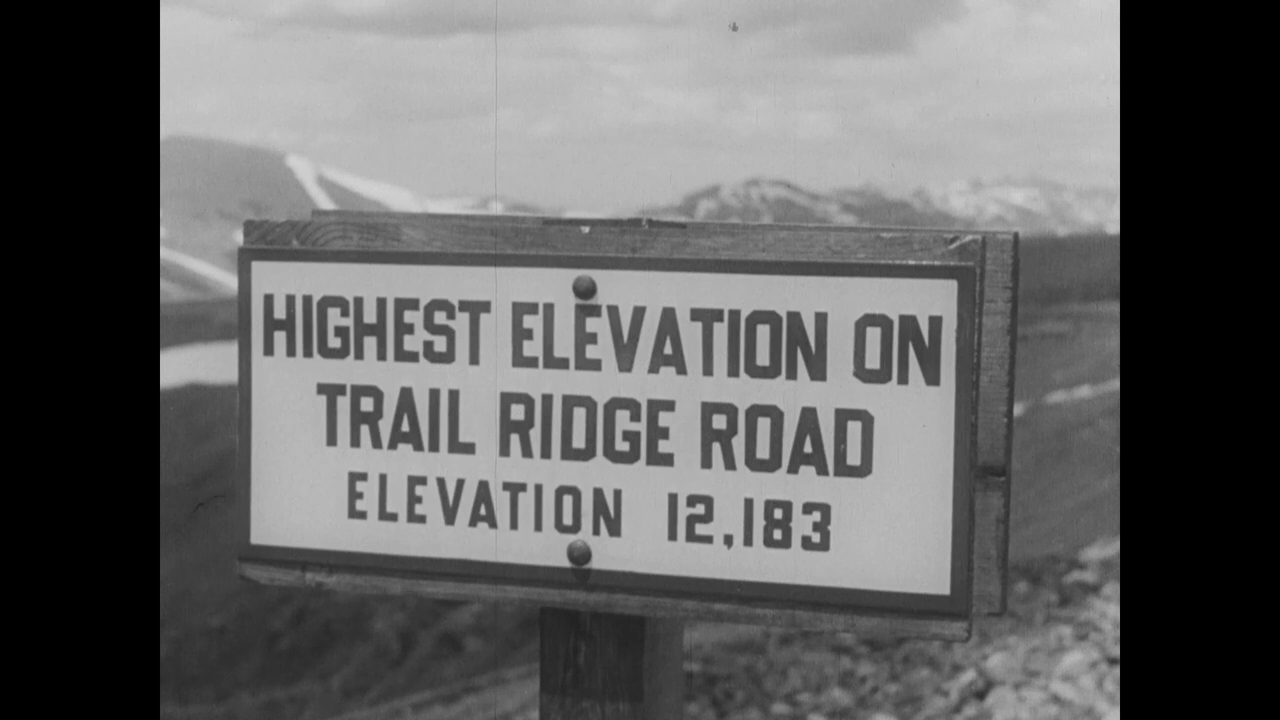 HIGHEST ELEVATION ON
TRAIL RIDGE ROAD
ELEVATION 12,183